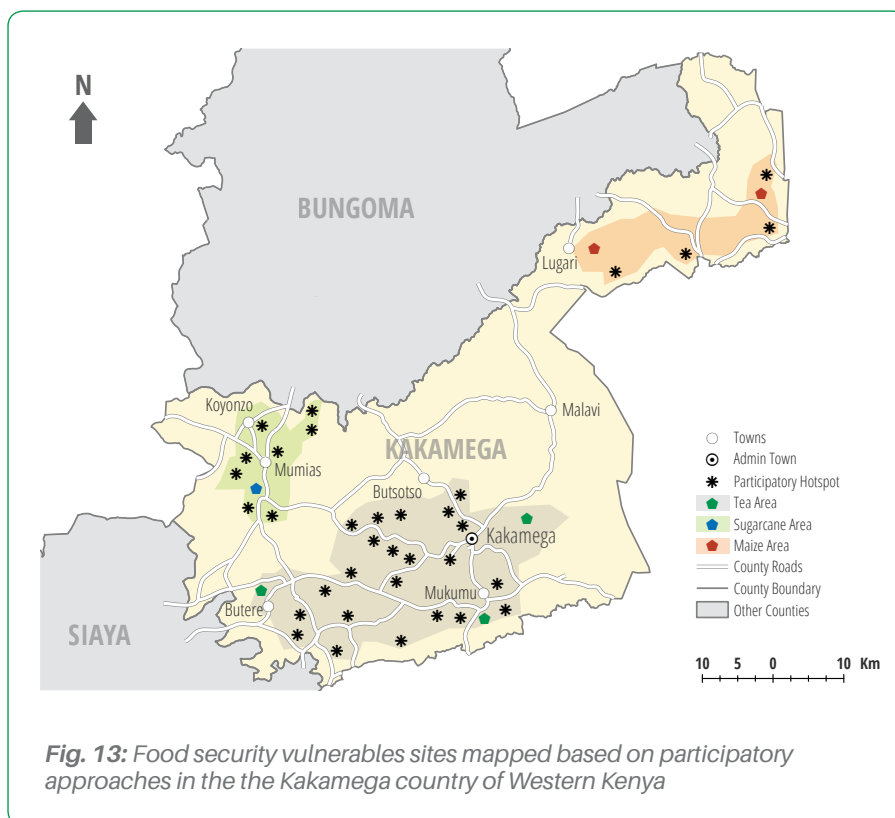 N
BUNGOMA
Lugari
Koyonzo
Malavi
KAKAMEGA
Mumias
Butsotso
Kakamega
Mukumu
Butere
SIAYA
Towns
Admin Town
Participatory Hotspot
Tea Area
Sugarcane Area
Maize Area
County Roads
County Boundary
Other Counties
10 5 0 10 Km
Fig. 13: Food security vulnerables sites mapped based on participatory
approaches in the the Kakamega country of Western Kenya